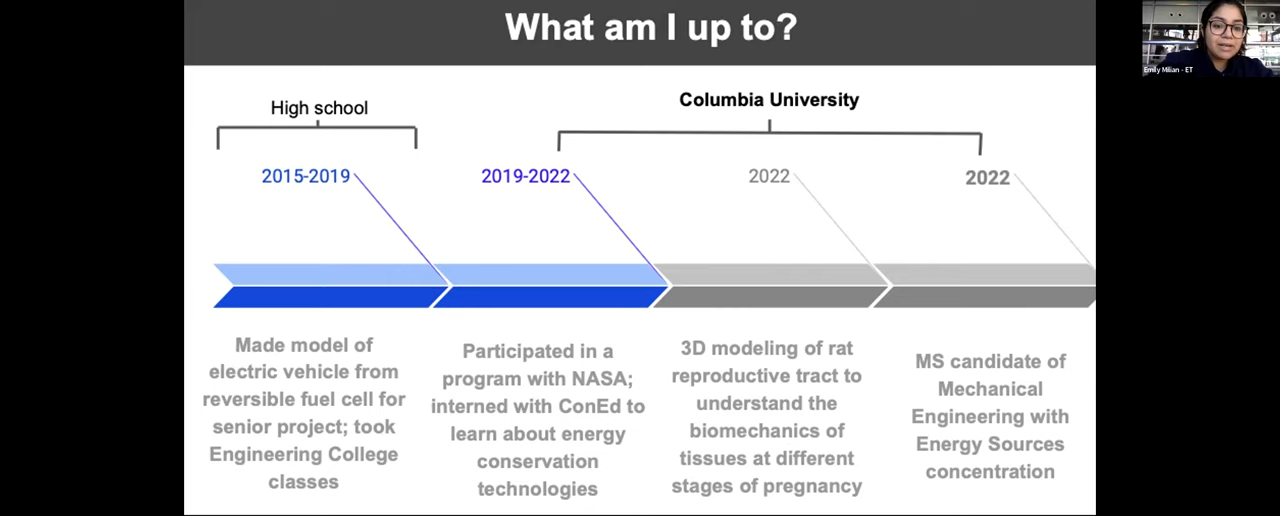 What am I up to?
Emily Milian - ET
High school
Columbia University
2015-2019
2019-2022
2022
2022
Made model of
electric vehicle from
reversible fuel cell for
senior project; took
Engineering College
classes
Participated in a
program with NASA;
interned with ConEd to
learn about energy
conservation
technologies
3D modeling of rat
reproductive tract to
understand the
biomechanics of
tissues at different
stages of pregnancy
MS candidate of
Mechanical
Engineering with
Energy Sources
concentration